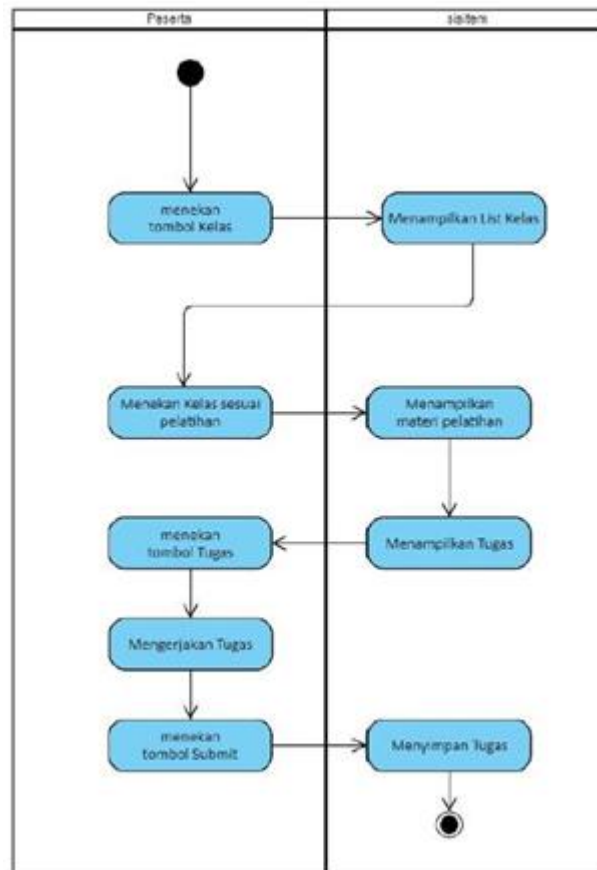 Peserta
sisitem
menekan
tombol Kelas
Menampilkan List Kelas
Menekan Kelas sesuai
pelatihan
Menampilkan
materi pelatihan
menekan
tombol Tugas
Menampilkan Tugas
Mengerjakan Tugas
menekan
tombol Submit
Menyimpan Tugas